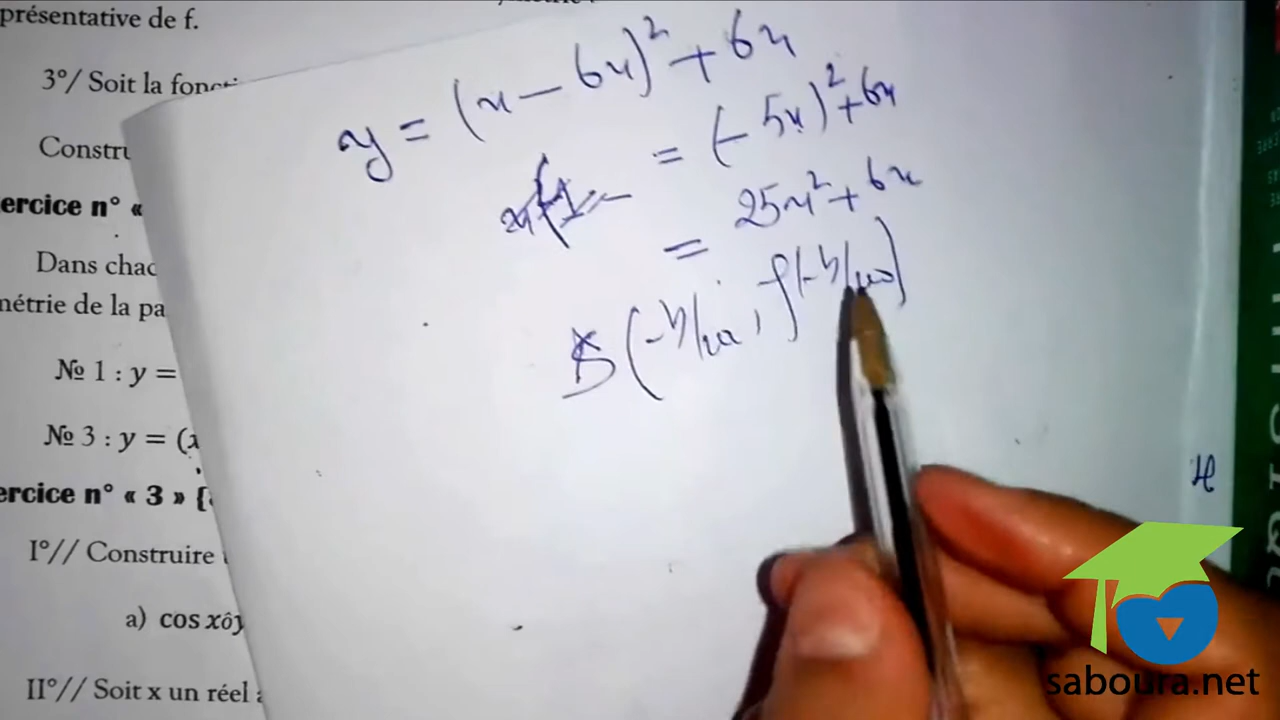 présentative de f.
3°/ Soit la foncti
Constru
ercice n° «
Dans chac
métrie de la pa
№ 1 : y =
№ 3 : y = (x
ercice n° « 3 » {
I°// Construire
a) cos xôy
II°// Soit x un réel
y = (x - 6x)² + 6x
= (-5x)² + 6x
= 25x² + 6x
S(-b/2a ; f(-b/2a)
saboura.net